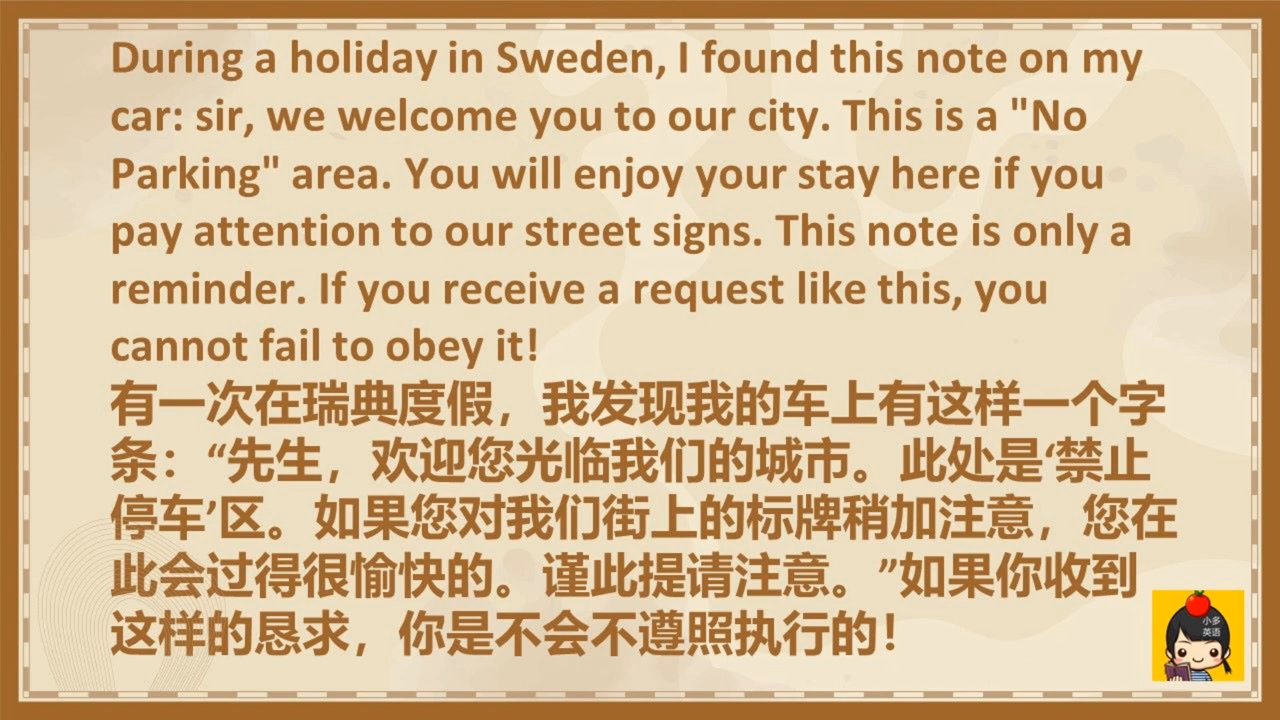 During a holiday in Sweden, I found this note on my
car: sir, we welcome you to our city. This is a "No
Parking" area. You will enjoy your stay here if you
pay attention to our street signs. This note is only a
reminder. If you receive a request like this, you
cannot fail to obey it!
有一次在瑞典度假，我发现我的车上有这样一个字
条：“先生，欢迎您光临我们的城市。此处是‘禁止
停车’区。如果您对我们街上的标牌稍加注意，您在
此会过得很愉快的。谨此提请注意。”如果你收到
这样的恳求，你是不会不遵照执行的！
小多
英语